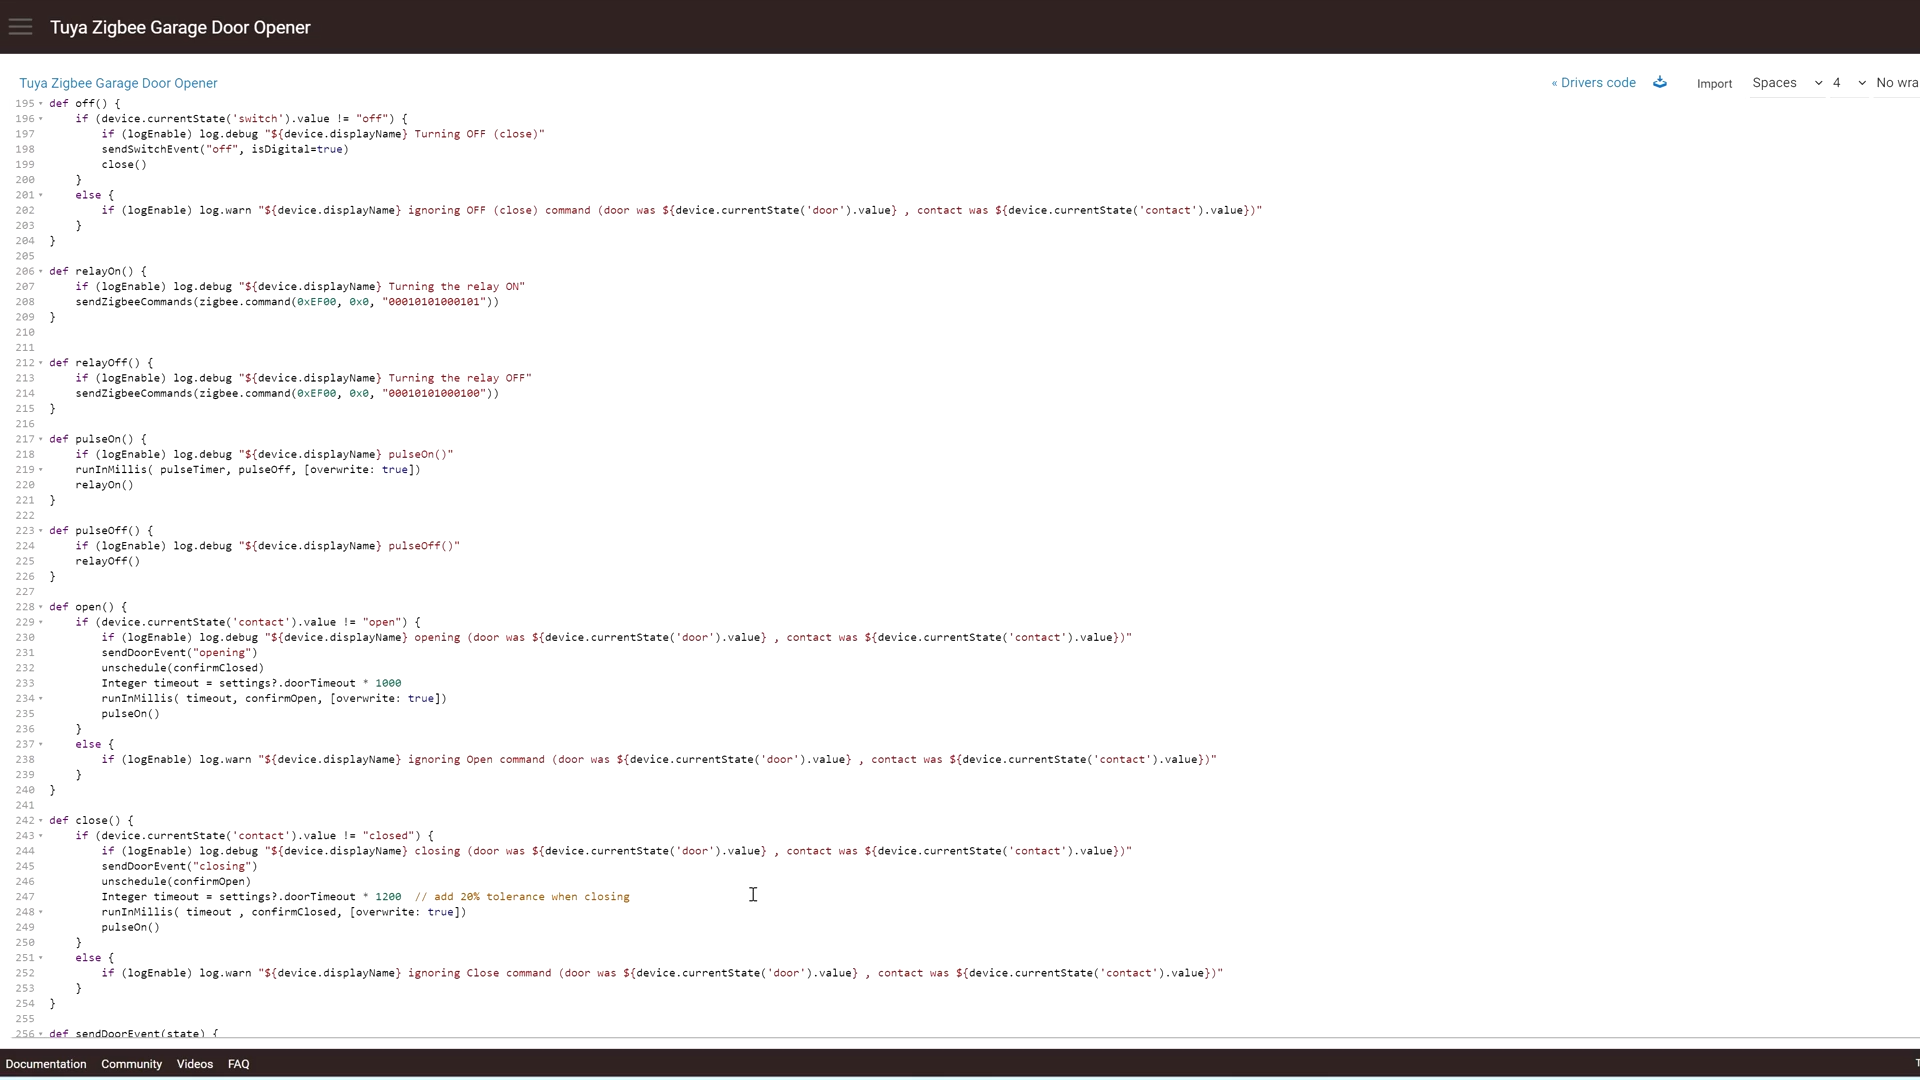 Tuya Zigbee Garage Door Opener
Tuya Zigbee Garage Door Opener
« Drivers code Import Spaces 4 No wra
195 def off() {
196     if (device.currentState('switch').value != "off") {
197         if (logEnable) log.debug "${device.displayName} Turning OFF (close)"
198         sendSwitchEvent("off", isDigital=true)
199         close()
200     }
201     else {
202         if (logEnable) log.warn "${device.displayName} ignoring OFF (close) command (door was ${device.currentState('door').value} , contact was ${device.currentState('contact').value})"
203     }
204 }
205
206 def relayOn() {
207     if (logEnable) log.debug "${device.displayName} Turning the relay ON"
208     sendZigbeeCommands(zigbee.command(0xEF00, 0x0, "00010101000101"))
209 }
210
211
212 def relayOff() {
213     if (logEnable) log.debug "${device.displayName} Turning the relay OFF"
214     sendZigbeeCommands(zigbee.command(0xEF00, 0x0, "00010101000100"))
215 }
216
217 def pulseOn() {
218     if (logEnable) log.debug "${device.displayName} pulseOn()"
219     runInMillis( pulseTimer, pulseOff, [overwrite: true])
220     relayOn()
221 }
222
223 def pulseOff() {
224     if (logEnable) log.debug "${device.displayName} pulseOff()"
225     relayOff()
226 }
227
228 def open() {
229     if (device.currentState('contact').value != "open") {
230         if (logEnable) log.debug "${device.displayName} opening (door was ${device.currentState('door').value} , contact was ${device.currentState('contact').value})"
231         sendDoorEvent("opening")
232         unschedule(confirmClosed)
233         Integer timeout = settings?.doorTimeout * 1000
234         runInMillis( timeout, confirmOpen, [overwrite: true])
235         pulseOn()
236     }
237     else {
238         if (logEnable) log.warn "${device.displayName} ignoring Open command (door was ${device.currentState('door').value} , contact was ${device.currentState('contact').value})"
239     }
240 }
241
242 def close() {
243     if (device.currentState('contact').value != "closed") {
244         if (logEnable) log.debug "${device.displayName} closing (door was ${device.currentState('door').value} , contact was ${device.currentState('contact').value})"
245         sendDoorEvent("closing")
246         unschedule(confirmOpen)
247         Integer timeout = settings?.doorTimeout * 1200  // add 20% tolerance when closing
248         runInMillis( timeout , confirmClosed, [overwrite: true])
249         pulseOn()
250     }
251     else {
252         if (logEnable) log.warn "${device.displayName} ignoring Close command (door was ${device.currentState('door').value} , contact was ${device.currentState('contact').value})"
253     }
254 }
255
256 def sendDoorEvent(state) {
Documentation Community Videos FAQ T